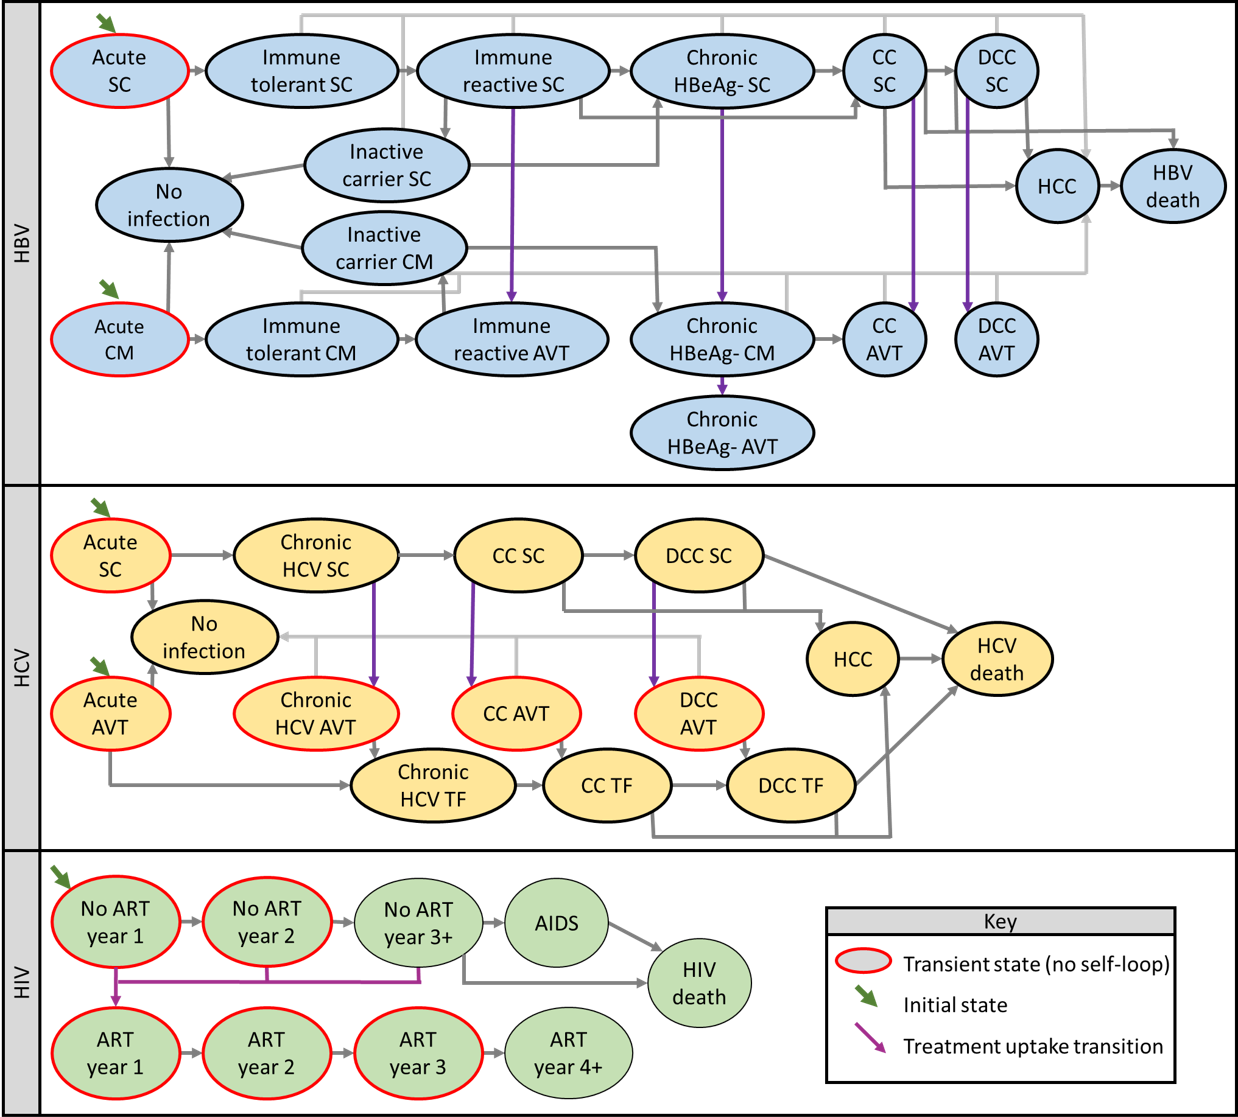 HBV
Acute
SC
Immune
tolerant SC
Immune
reactive SC
Chronic
HBeAg- SC
CC
SC
DCC
SC
Inactive
carrier SC
No
infection
HCC
HBV
death
Inactive
carrier CM
Acute
CM
Immune
tolerant CM
Immune
reactive AVT
Chronic
HBeAg- CM
CC
AVT
DCC
AVT
Chronic
HBeAg- AVT
HCV
Acute
SC
Chronic
HCV SC
CC SC
DCC SC
No
infection
HCC
HCV
death
Acute
AVT
Chronic
HCV AVT
CC AVT
DCC
AVT
Chronic
HCV TF
CC TF
DCC TF
HIV
No ART
year 1
No ART
year 2
No ART
year 3+
AIDS
HIV
death
ART
year 1
ART
year 2
ART
year 3
ART
year 4+
Key
Transient state (no self-loop)
Initial state
Treatment uptake transition